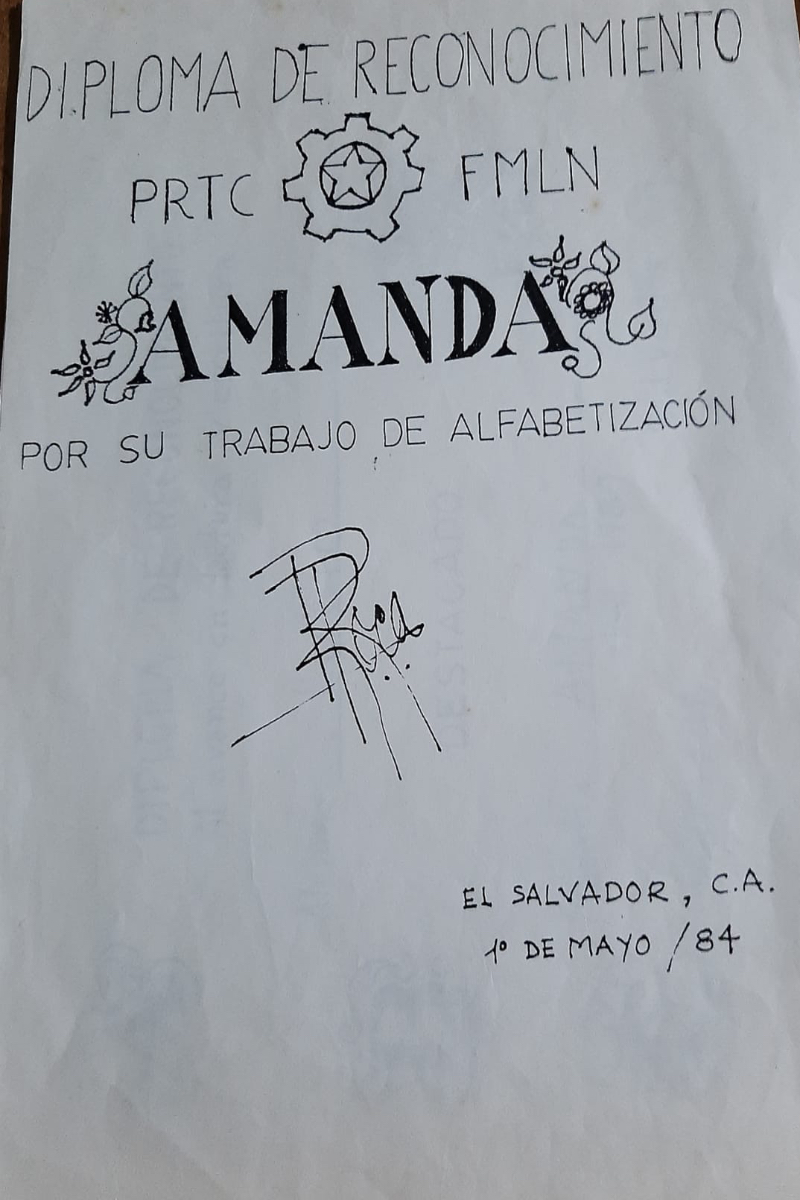 DIPLOMA DE RECONOCIMIENTO
PRTC FMLN
AMANDA
POR SU TRABAJO DE ALFABETIZACIÓN
EL SALVADOR, C.A.
1º DE MAYO / 84